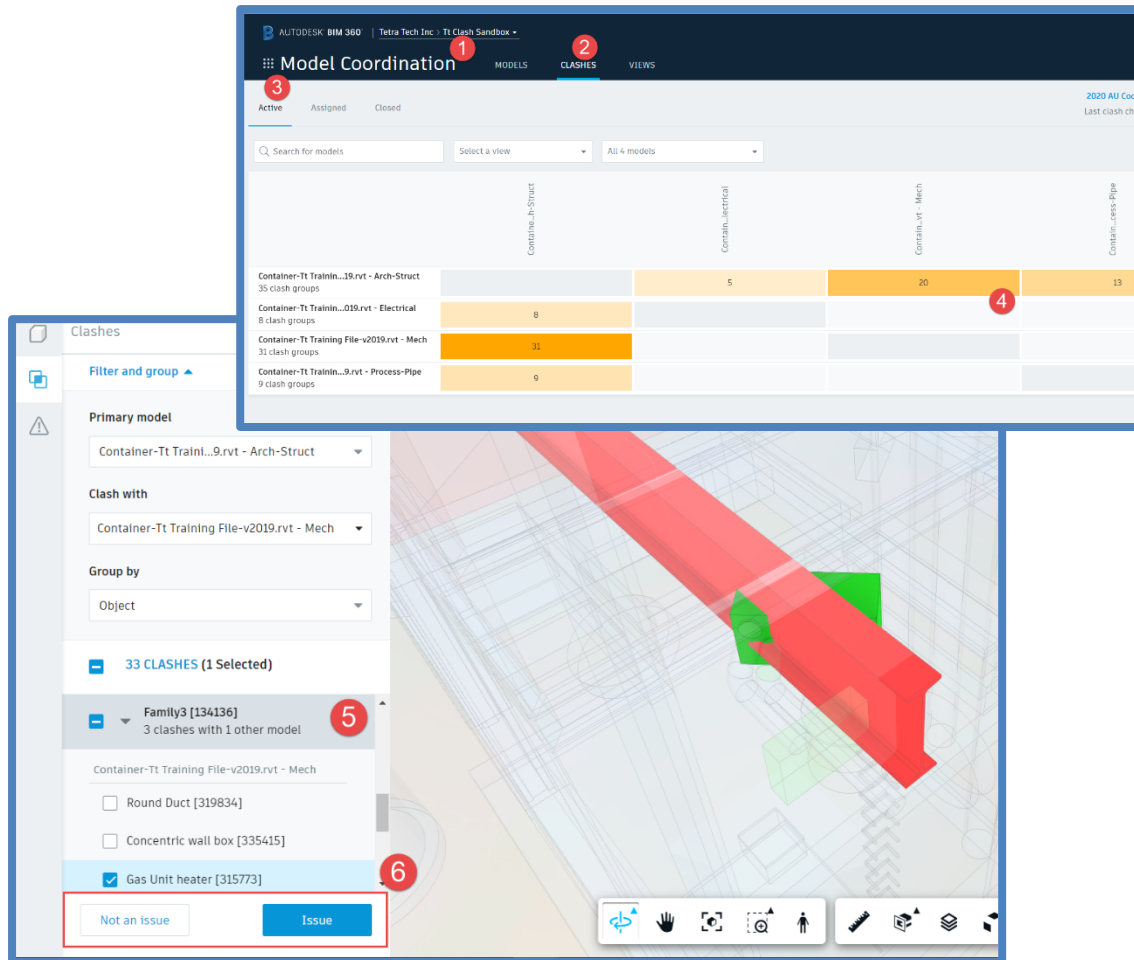 AUTODESK® BIM 360® | Tetra Tech Inc > Tt Clash Sandbox
1
2
Model Coordination MODELS CLASHES VIEWS
3
Active Assigned Closed
2020 AU Coo
Last clash ch
Search for models Select a view All 4 models
Containe...h-Struct
Contain...lectrical
Contain...vt - Mech
Contain...cess-Pipe
Container-Tt Trainin...19.rvt - Arch-Struct
35 clash groups
5 20 13
4
Container-Tt Trainin...019.rvt - Electrical
8 clash groups
8
Container-Tt Training File-v2019.rvt - Mech
31 clash groups
31
Container-Tt Trainin...9.rvt - Process-Pipe
9 clash groups
9
Clashes
Filter and group
Primary model
Container-Tt Traini...9.rvt - Arch-Struct
Clash with
Container-Tt Training File-v2019.rvt - Mech
Group by
Object
33 CLASHES (1 Selected)
Family3 [134136]
3 clashes with 1 other model
5
Container-Tt Training File-v2019.rvt - Mech
Round Duct [319834]
Concentric wall box [335415]
Gas Unit heater [315773]
6
Not an issue Issue